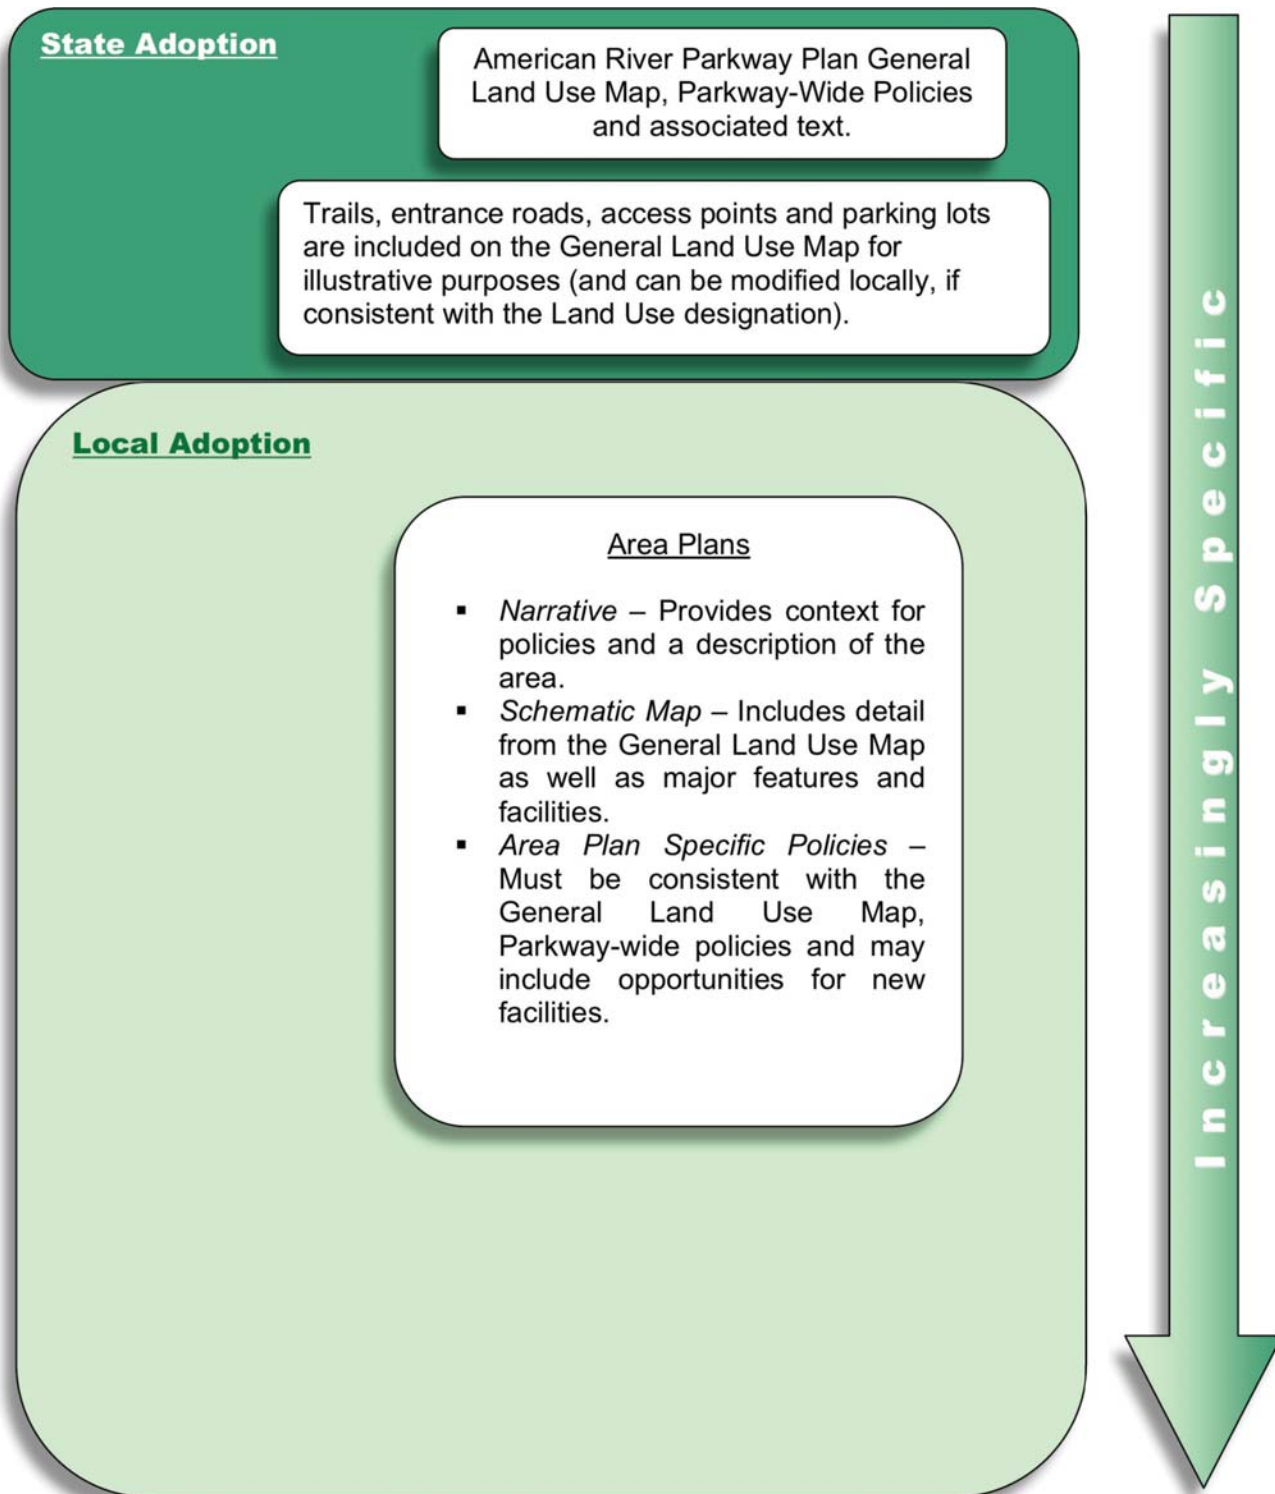 State Adoption
American River Parkway Plan General
Land Use Map, Parkway-Wide Policies
and associated text.
Trails, entrance roads, access points and parking lots
are included on the General Land Use Map for
illustrative purposes (and can be modified locally, if
consistent with the Land Use designation).
Local Adoption
Area Plans
▪ Narrative – Provides context for
policies and a description of the
area.
▪ Schematic Map – Includes detail
from the General Land Use Map
as well as major features and
facilities.
▪ Area Plan Specific Policies –
Must be consistent with the
General Land Use Map,
Parkway-wide policies and may
include opportunities for new
facilities.
Increasingly Specific